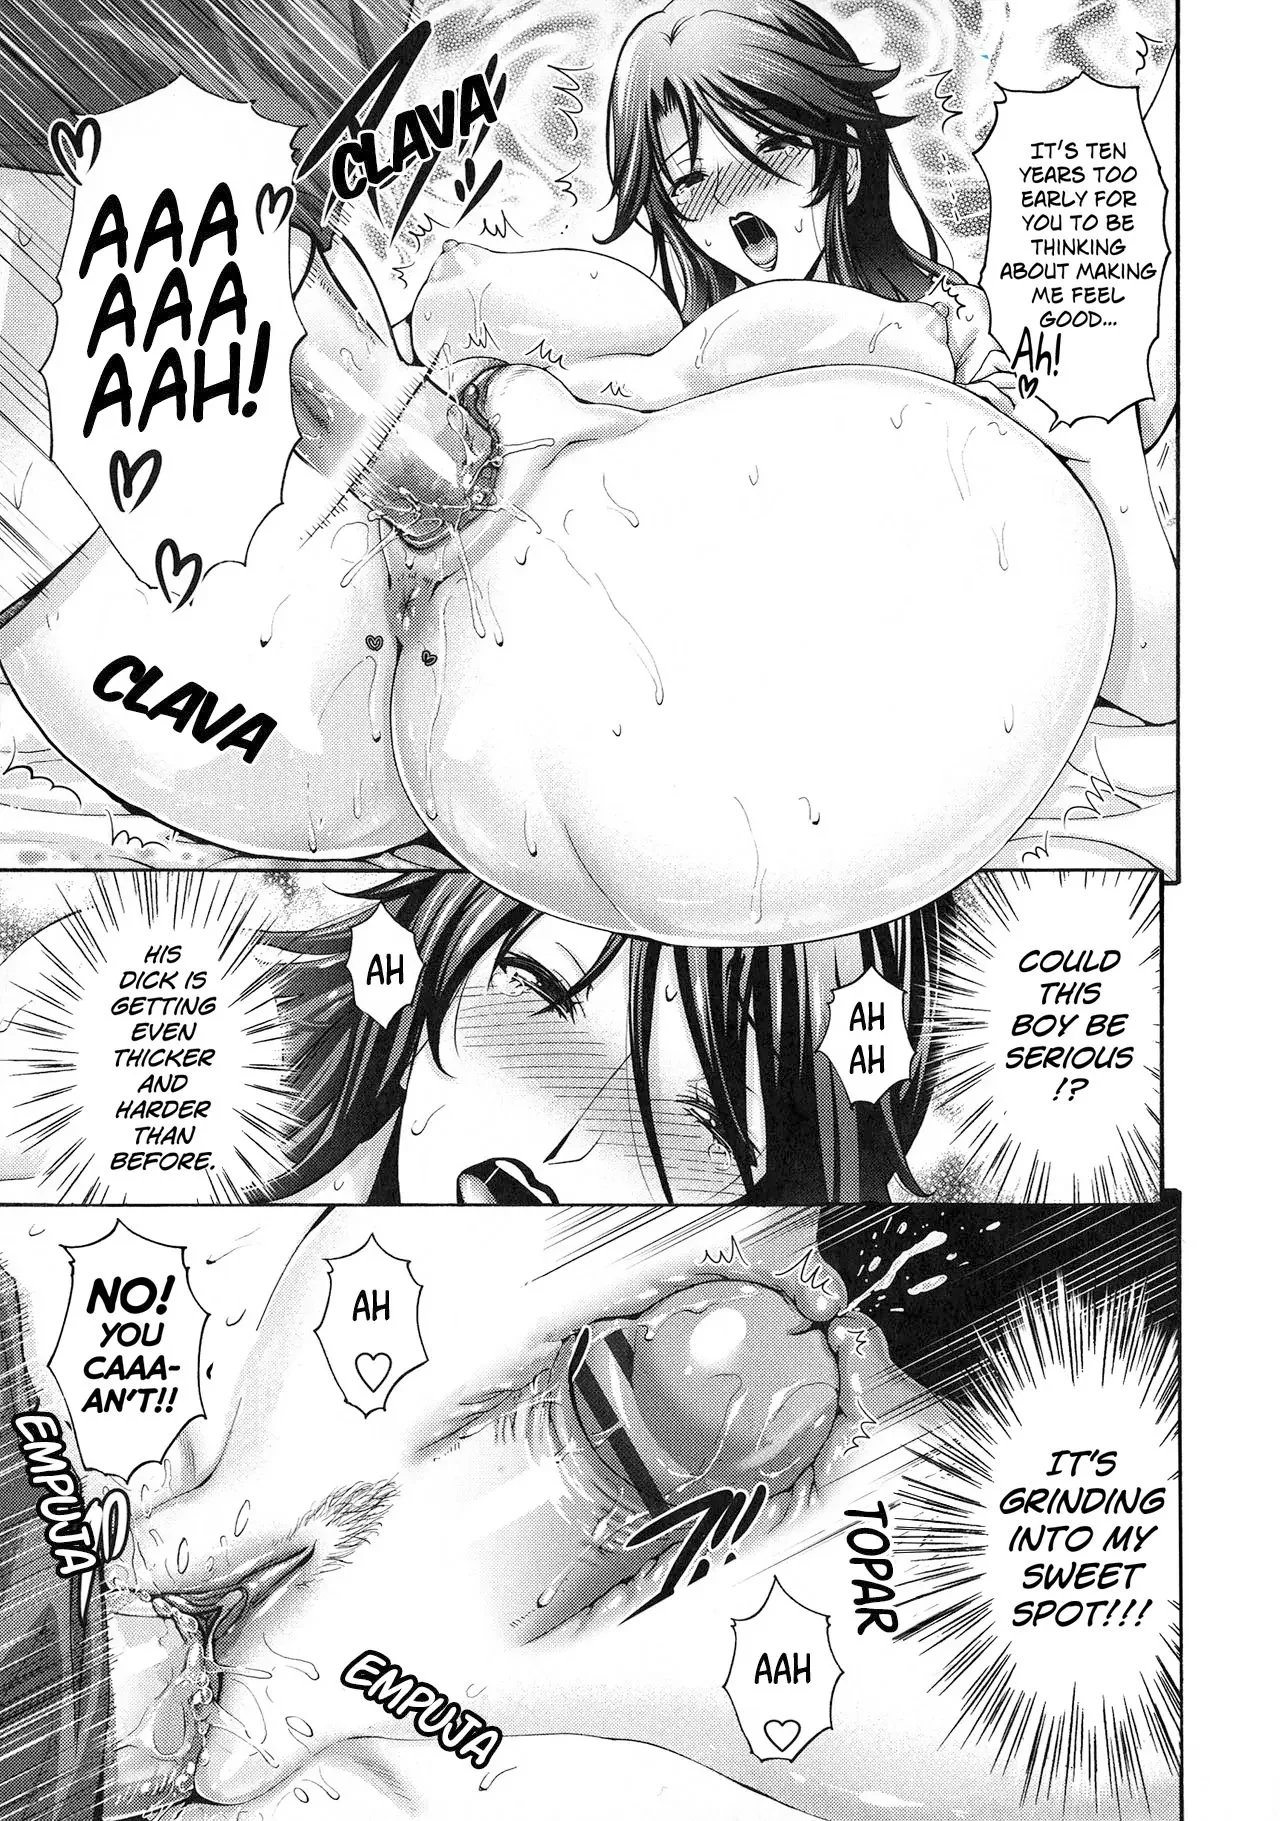 IT'S TEN
YEARS TOO
EARLY FOR
YOU TO BE
THINKING
ABOUT MAKING
ME FEEL
GOOD...
Ah!
CLAVA
AAA
AAA
AAH!
CLAVA
COULD
THIS
BOY BE
SERIOUS
!?
AH
AH
AH
HIS
DICK IS
GETTING
EVEN
THICKER
AND
HARDER
THAN
BEFORE.
IT'S
GRINDING
INTO MY
SWEET
SPOT!!!
TOPAR
AAH
AH
EMPUJA
NO!
YOU
CAAA-
AN'T!!
EMPUJA